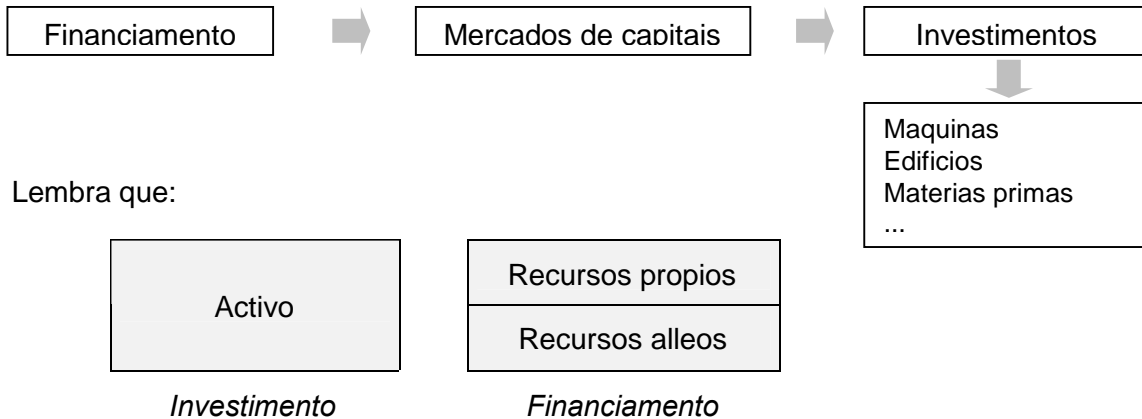 Financiamento
Mercados de capitais
Investimentos
Maquinas
Edificios
Materias primas
...
Lembra que:
Activo
Recursos propios
Recursos alleos
Investimento
Financiamento